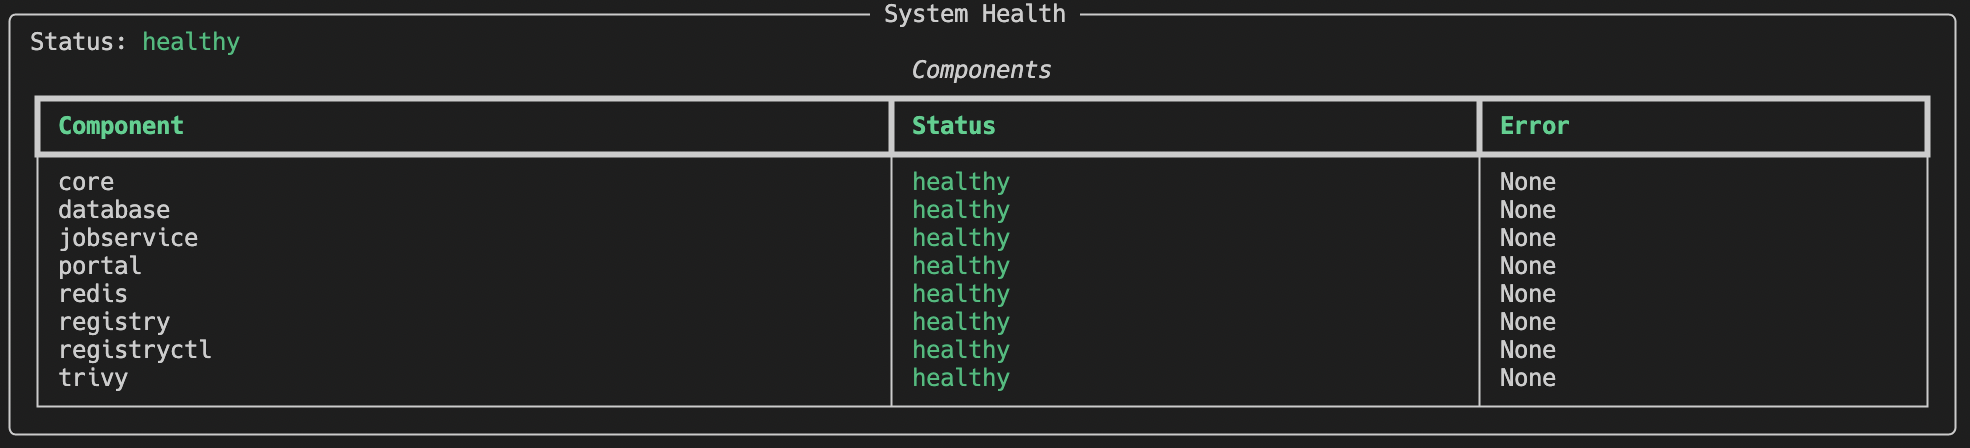 System Health
Status: healthy
Components
Component Status Error
core healthy None
database healthy None
jobservice healthy None
portal healthy None
redis healthy None
registry healthy None
registryctl healthy None
trivy healthy None